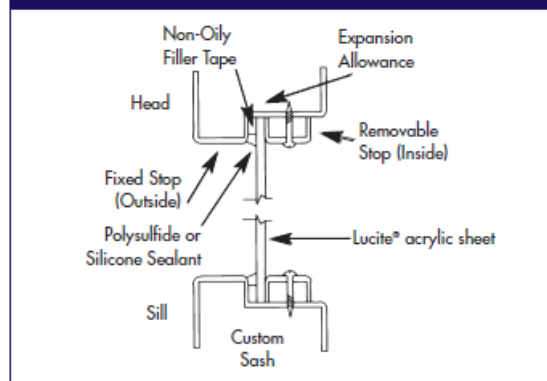 Non-Oily
Filler Tape
Expansion
Allowance
Head
Removable
Stop (Inside)
Fixed Stop
(Outside)
Polysulfide or
Silicone Sealant
Lucite® acrylic sheet
Sill
Custom
Sash